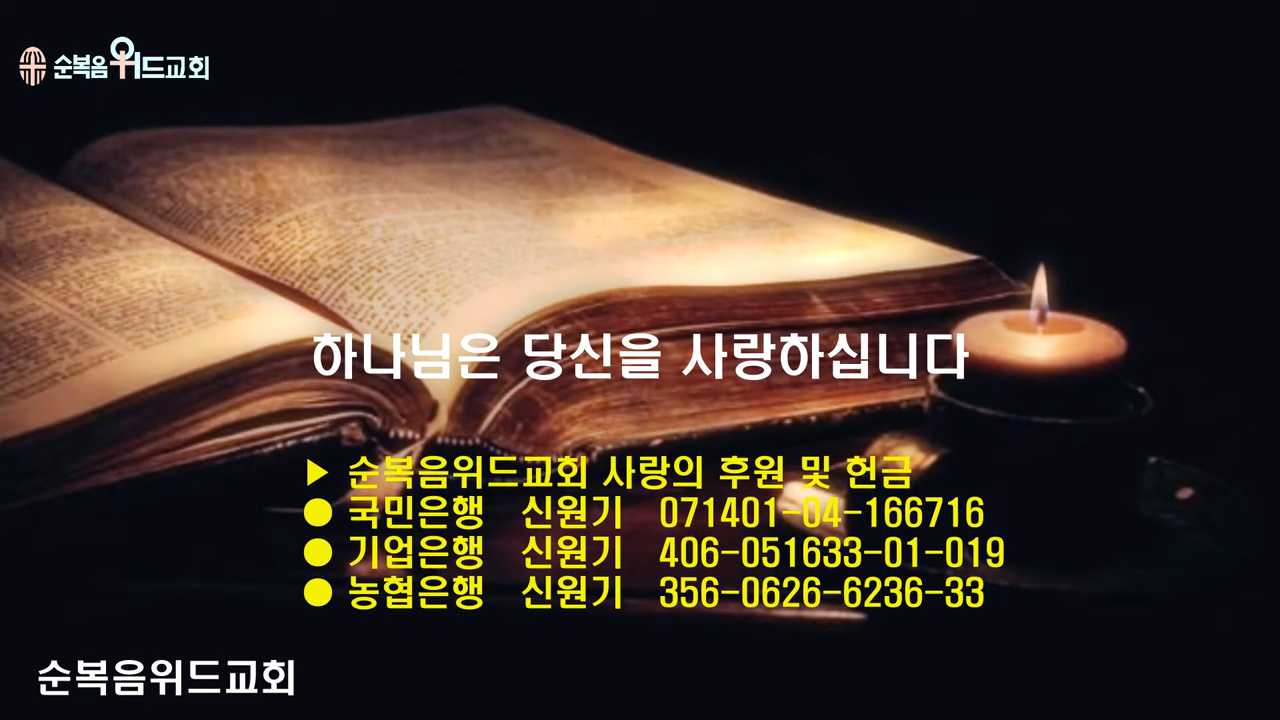 순복음위드교회
하나님은 당신을 사랑하십니다
▶ 순복음위드교회 사랑의 후원 및 헌금
● 국민은행 신원기 071401-04-166716
● 기업은행 신원기 406-051633-01-019
● 농협은행 신원기 356-0626-6236-33
순복음위드교회